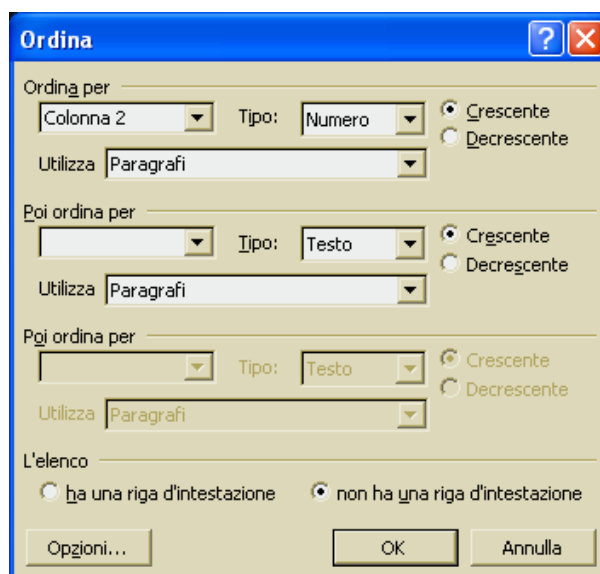 Ordina
Ordina per
Colonna 2 Tipo: Numero Crescente
Decrescente
Utilizza Paragrafi
Poi ordina per
Tipo: Testo Crescente
Decrescente
Utilizza Paragrafi
Poi ordina per
Tipo: Testo Crescente
Decrescente
Utilizza Paragrafi
L'elenco
ha una riga d'intestazione non ha una riga d'intestazione
Opzioni... OK Annulla